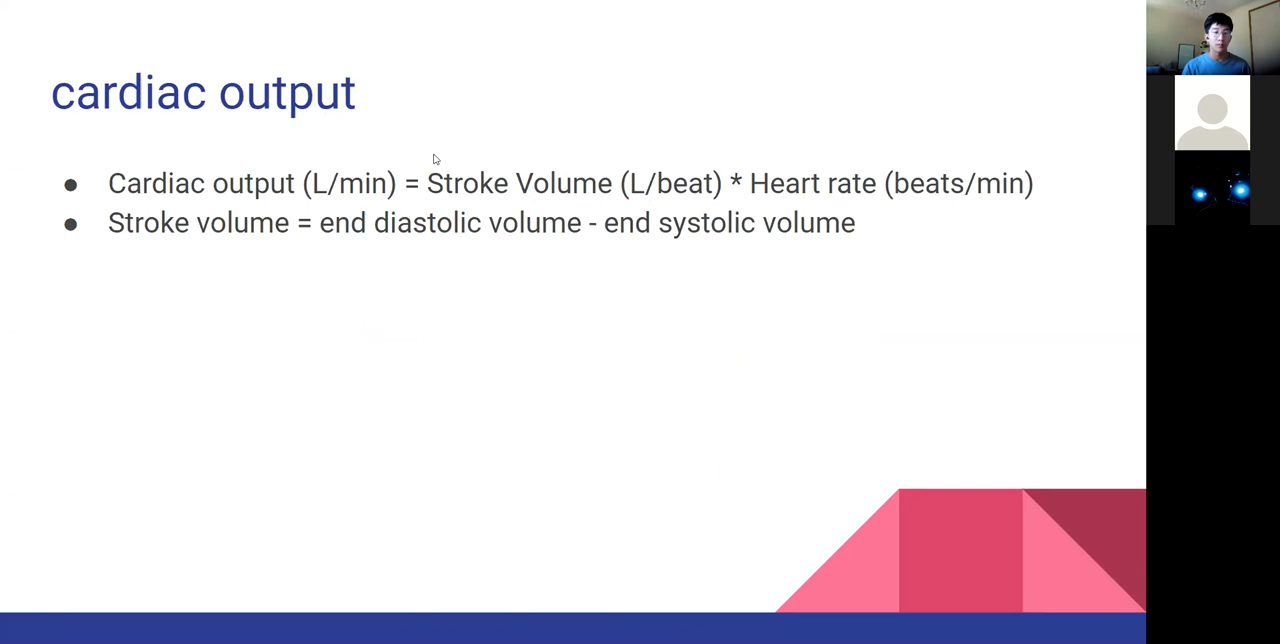 cardiac output
● Cardiac output (L/min) = Stroke Volume (L/beat) * Heart rate (beats/min)
● Stroke volume = end diastolic volume - end systolic volume